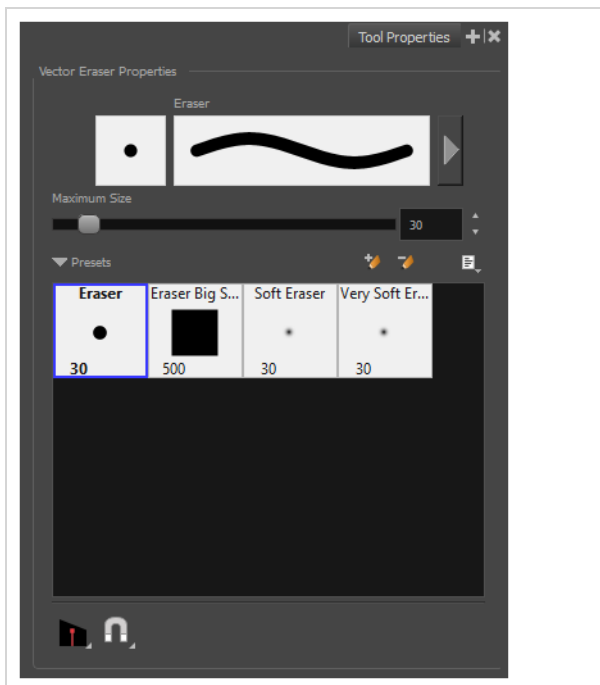 Tool Properties
Vector Eraser Properties
Eraser
Maximum Size
30
Presets
Eraser
Eraser Big S...
Soft Eraser
Very Soft Er...
30
500
30
30